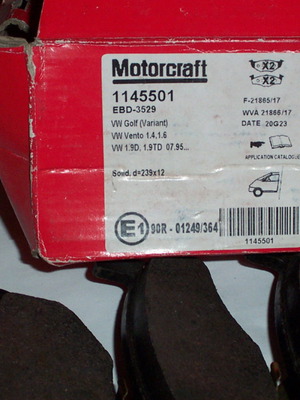 Motorcraft
X2
X2
1145501
EBD-3529
F-21865/17
VW Golf (Variant)
WVA 21866/17
VW Vento 1.4,1.6
DATE 20G23
VW 1.9D, 1.9TD 07.95...
APPLICATION CATALOGUE
d=239x12
E1 90R - 01249/364
1145501